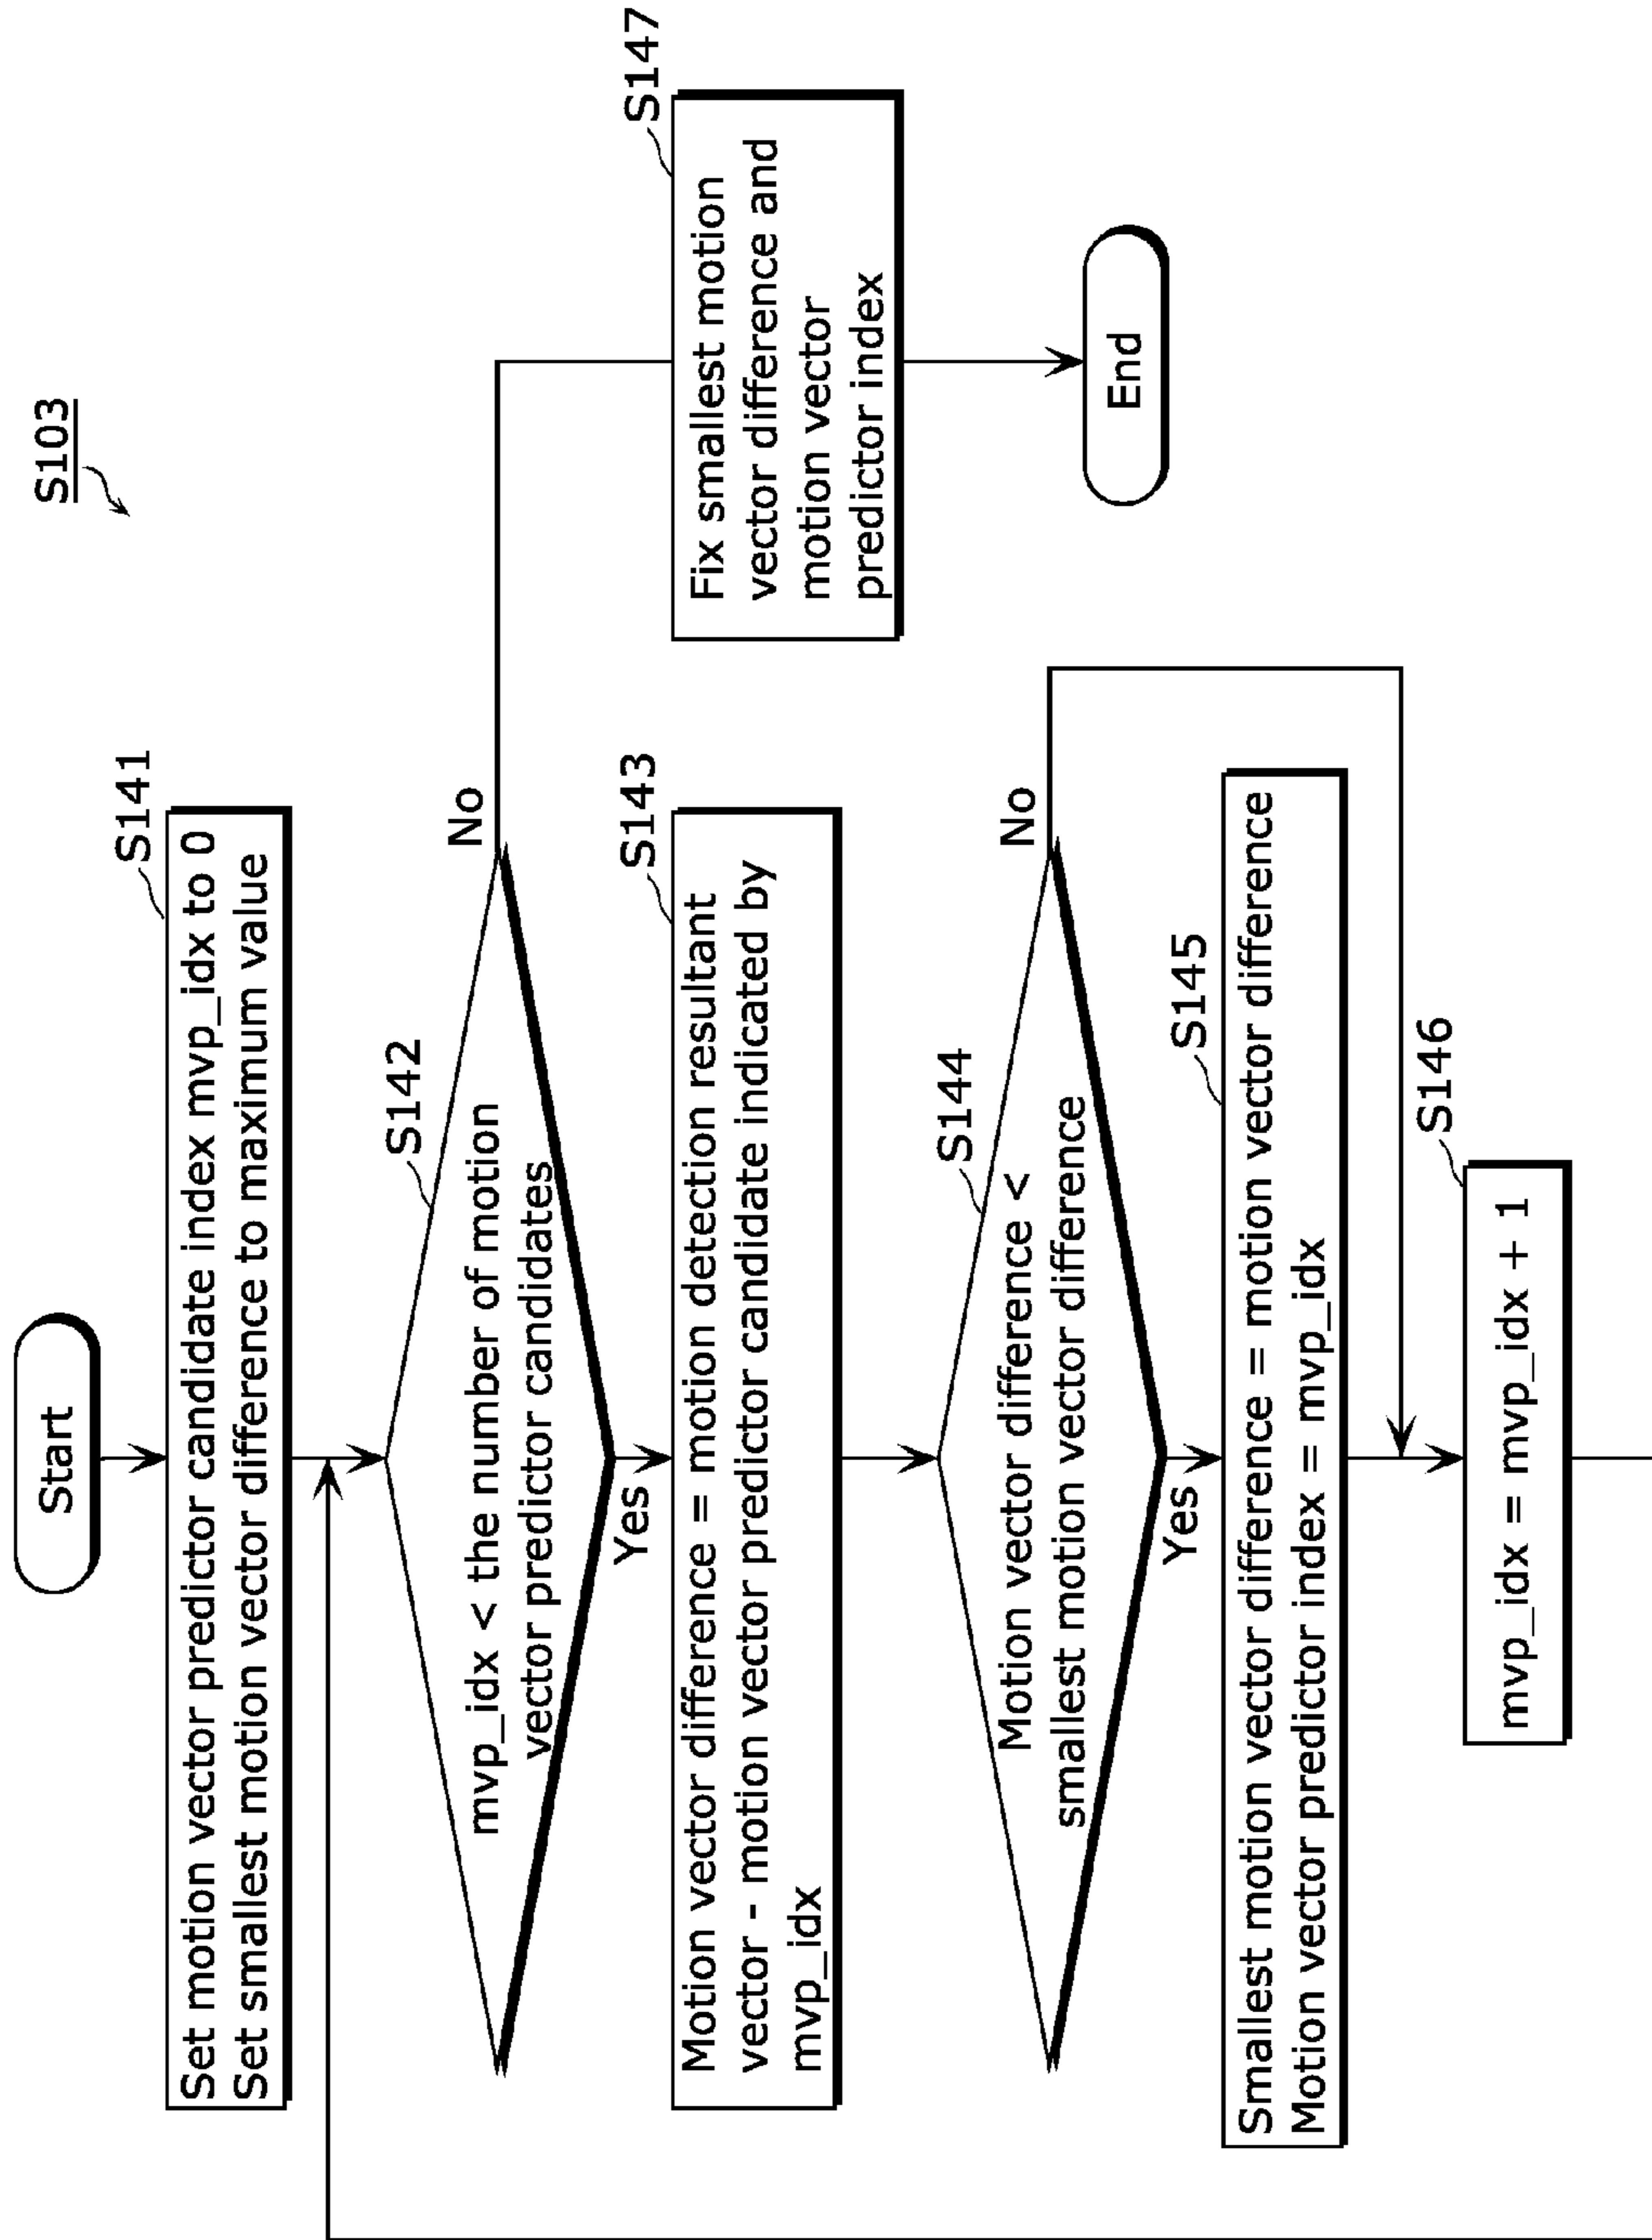 S103
Start
S141
Set motion vector predictor candidate index mvp_idx to 0
Set smallest motion vector difference to maximum value
S142
mvp_idx < the number of motion
vector predictor candidates
No
Yes
S143
Motion vector difference = motion detection resultant
vector - motion vector predictor candidate indicated by
mvp_idx
S147
Fix smallest motion
vector difference and
motion vector
predictor index
End
S144
Motion vector difference <
smallest motion vector difference
No
Yes
S145
Smallest motion vector difference = motion vector difference
Motion vector predictor index = mvp_idx
S146
mvp_idx = mvp_idx + 1